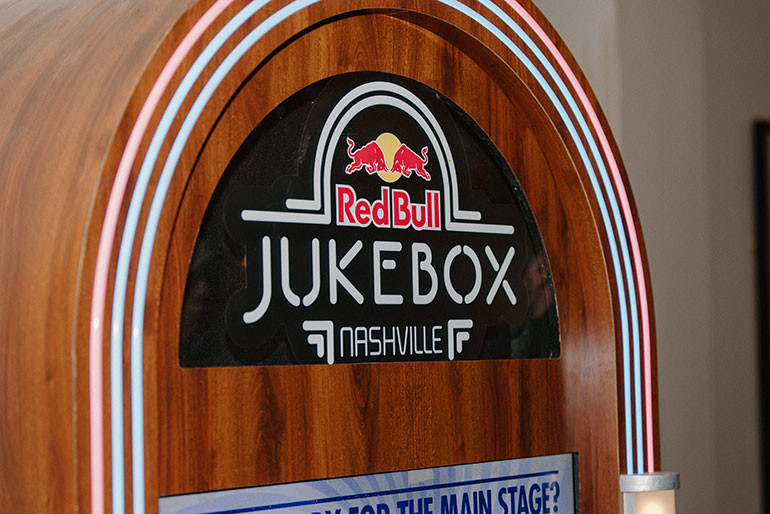 Red Bull
JUKEBOX
NASHVILLE
FOR THE MAIN STAGE?